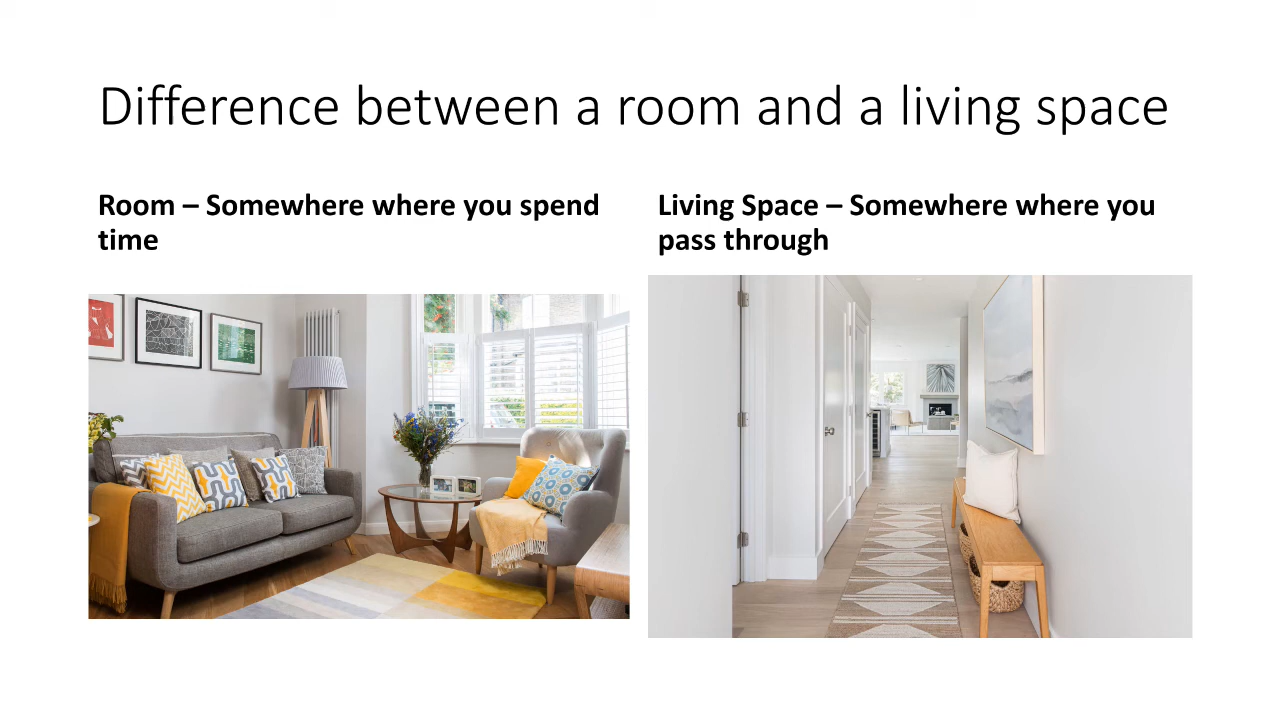 Difference between a room and a living space
Room – Somewhere where you spend
time
Living Space – Somewhere where you
pass through